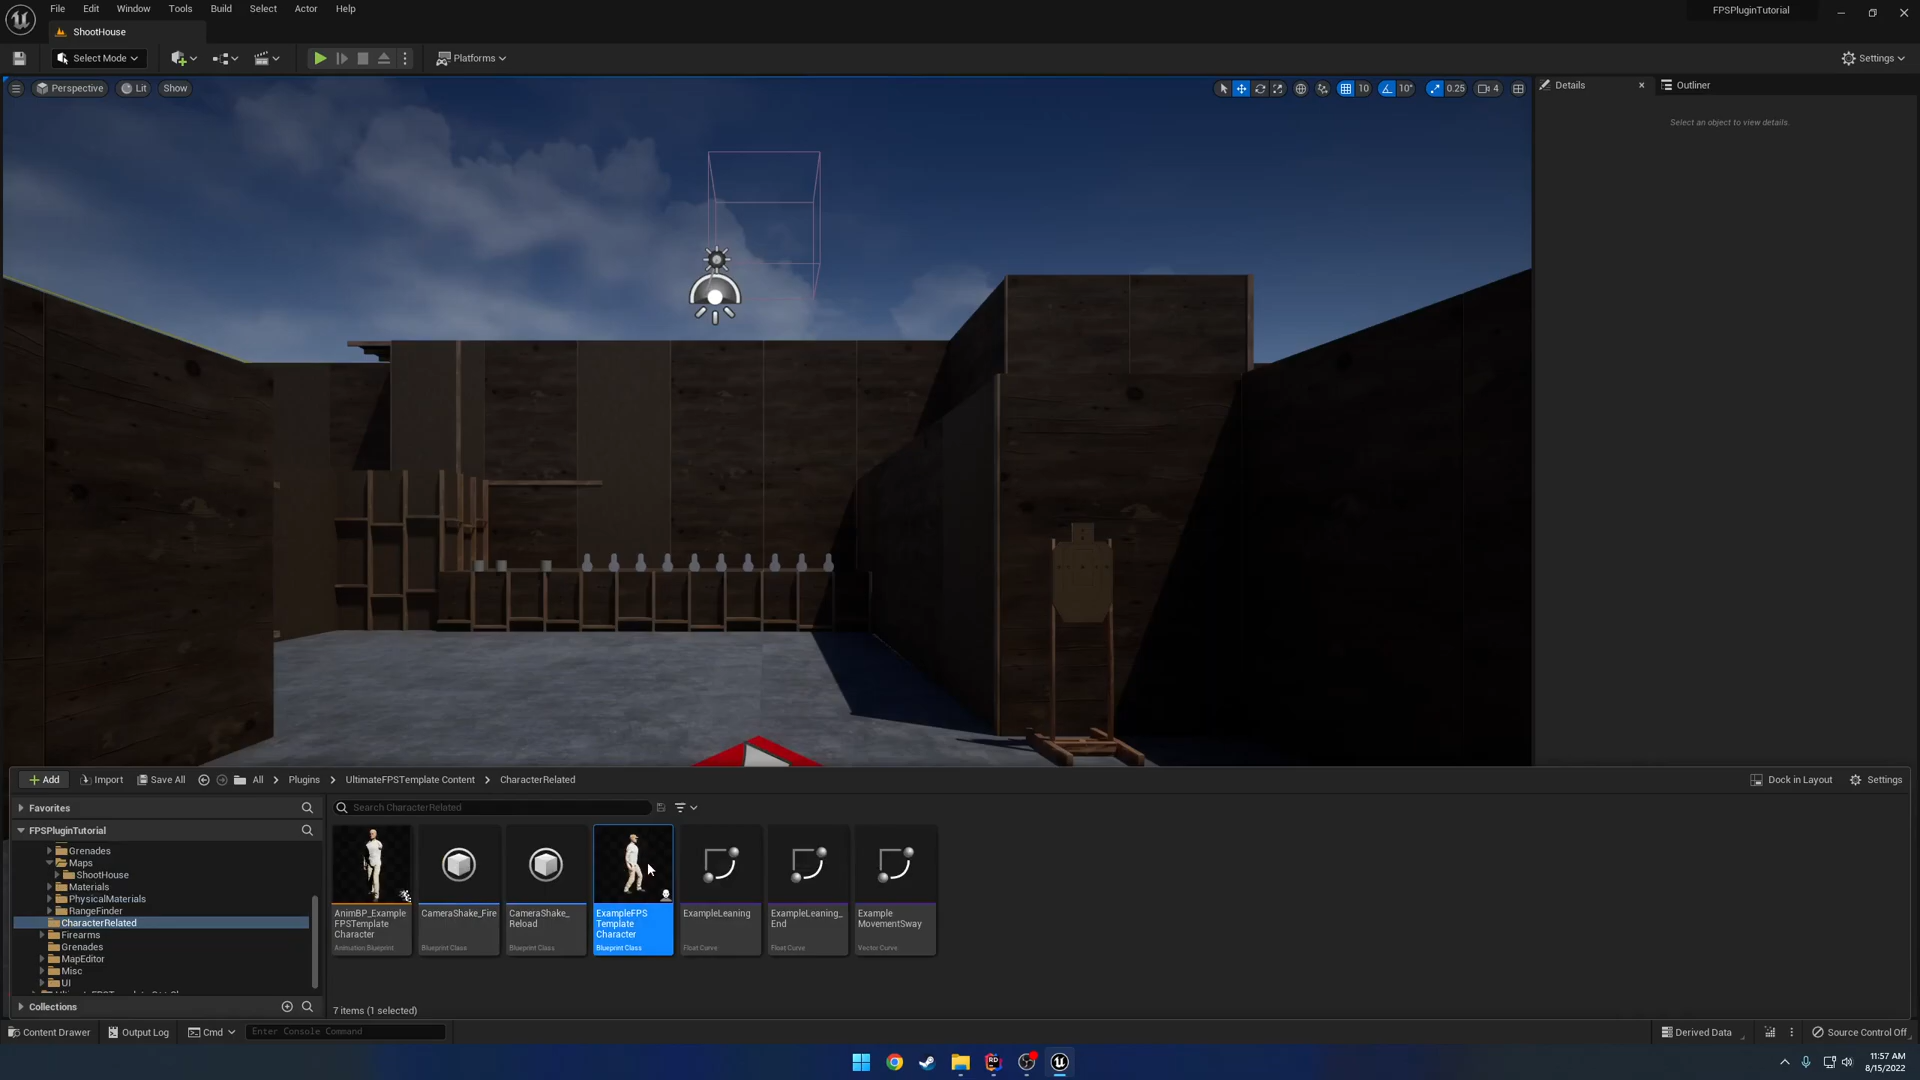 File Edit Window Tools Build Select Actor Help
FPSPluginTutorial
ShootHouse
Select Mode
Platforms
Settings
Perspective Lit Show
10 10° 0.25 4
Details
Outliner
Select an object to view details.
Add Import Save All All Plugins UltimateFPSTemplate Content CharacterRelated
Dock in Layout Settings
Favorites
Search CharacterRelated
FPSPluginTutorial
Grenades
Maps
ShootHouse
Materials
PhysicalMaterials
RangeFinder
CharacterRelated
Firearms
Grenades
MapEditor
Misc
UI
Collections
AnimBP_Example
FPSTemplate
Character
Animation Blueprint
CameraShake_Fire
Blueprint Class
CameraShake_
Reload
Blueprint Class
ExampleFPS
Template
Character
Blueprint Class
ExampleLeaning
Float Curve
ExampleLeaning_
End
Float Curve
Example
MovementSway
Vector Curve
7 items (1 selected)
Content Drawer Output Log Cmd Enter Console Command
Derived Data Source Control Off
11:57 AM
8/15/2022